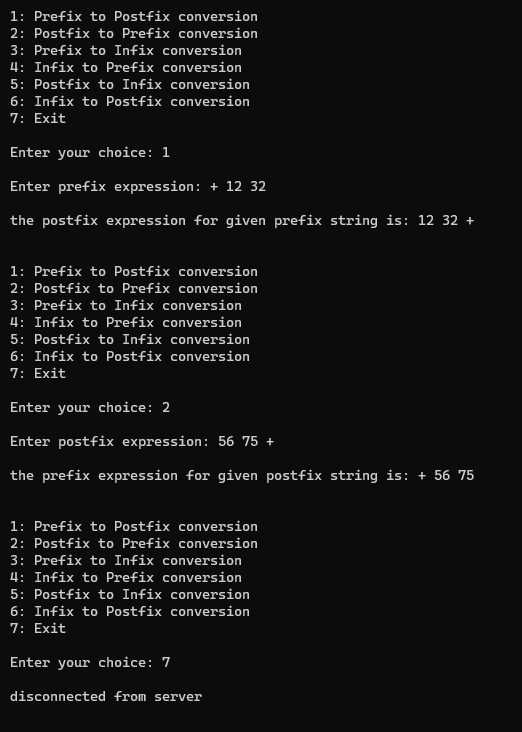 1: Prefix to Postfix conversion
2: Postfix to Prefix conversion
3: Prefix to Infix conversion
4: Infix to Prefix conversion
5: Postfix to Infix conversion
6: Infix to Postfix conversion
7: Exit
Enter your choice: 1
Enter prefix expression: + 12 32
the postfix expression for given prefix string is: 12 32 +
1: Prefix to Postfix conversion
2: Postfix to Prefix conversion
3: Prefix to Infix conversion
4: Infix to Prefix conversion
5: Postfix to Infix conversion
6: Infix to Postfix conversion
7: Exit
Enter your choice: 2
Enter postfix expression: 56 75 +
the prefix expression for given postfix string is: + 56 75
1: Prefix to Postfix conversion
2: Postfix to Prefix conversion
3: Prefix to Infix conversion
4: Infix to Prefix conversion
5: Postfix to Infix conversion
6: Infix to Postfix conversion
7: Exit
Enter your choice: 7
disconnected from server